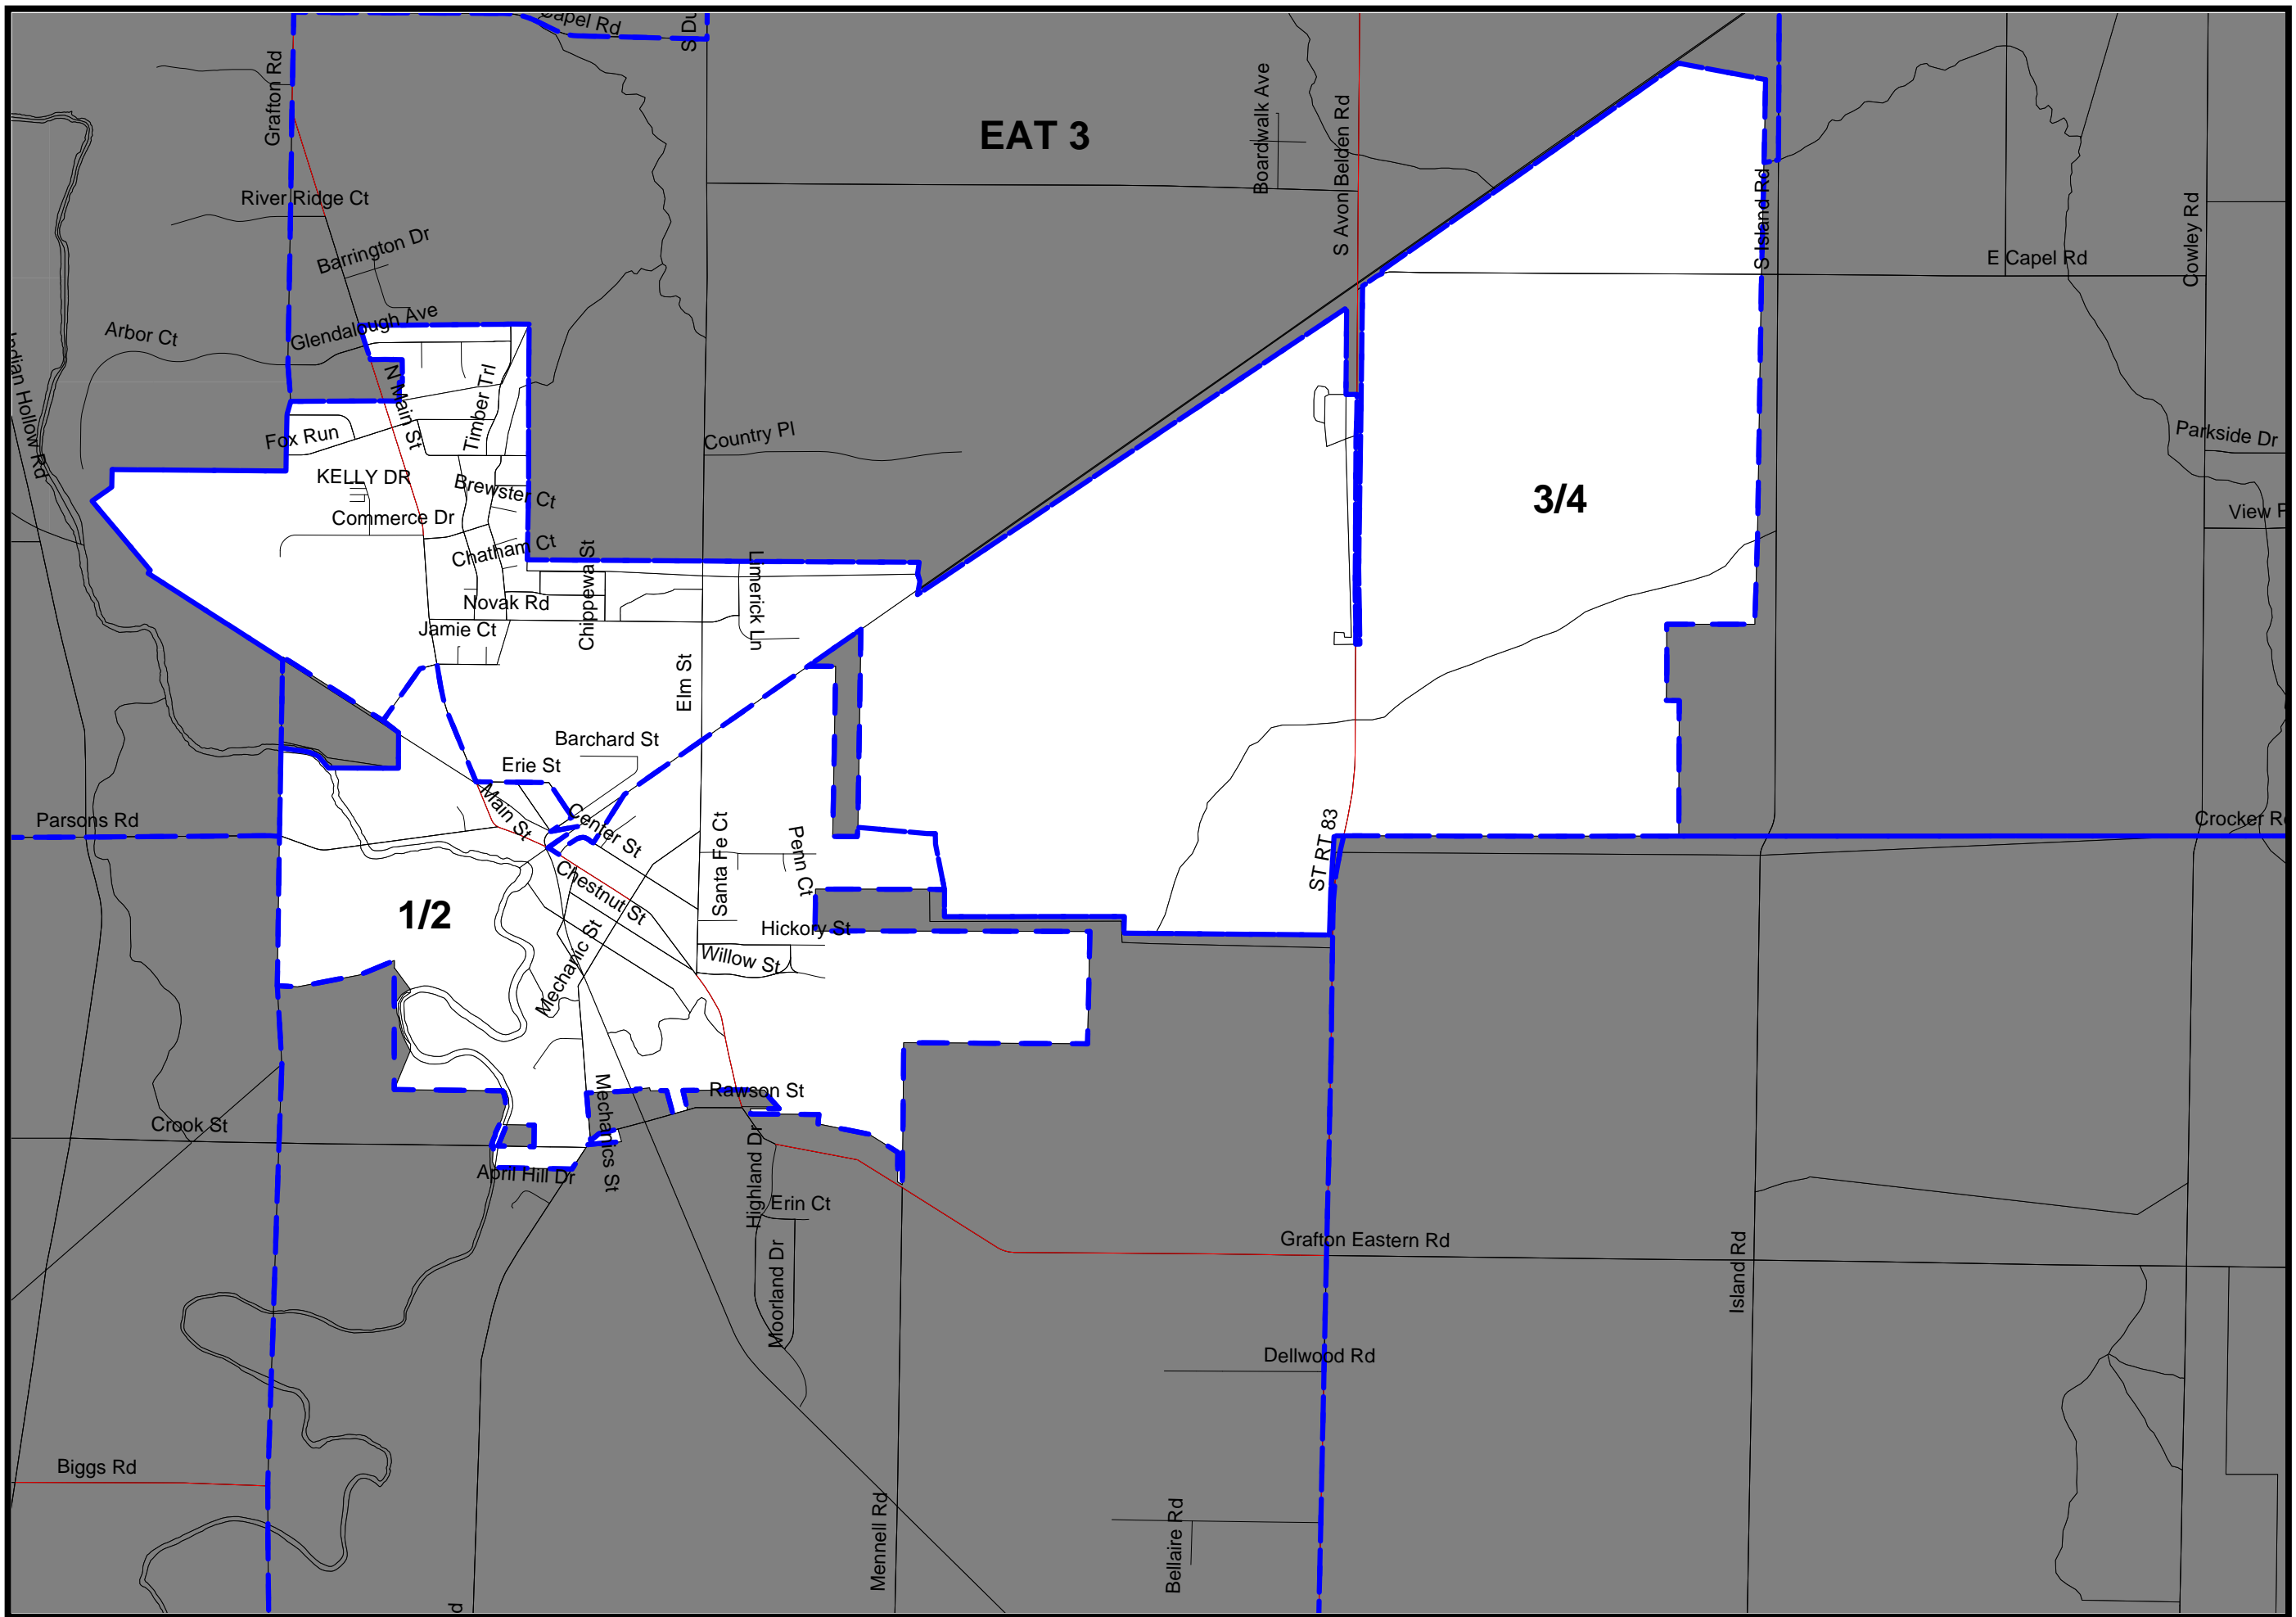 Capel Rd
S Du
Grafton Rd
EAT 3
Boardwalk Ave
S Avon Belden Rd
River Ridge Ct
Barrington Dr
S Island Rd
Cowley Rd
E Capel Rd
Arbor Ct
Glendalough Ave
Indian Hollow Rd
N Main St
Timber Trl
Fox Run
Country Pl
Parkside Dr
KELLY DR
Brewster Ct
3/4
Commerce Dr
View P
Chatham Ct
Chippewa St
Limerick Ln
Novak Rd
Jamie Ct
Elm St
Barchard St
Erie St
Main St
Center St
Parsons Rd
Crocker R
ST RT 83
Santa Fe Ct
Penn Ct
Chestnut St
1/2
Hickory St
Mechanic St
Willow St
Rawson St
Mechanics St
Crook St
April Hill Dr
Highland Dr
Erin Ct
Grafton Eastern Rd
Moorland Dr
Island Rd
Dellwood Rd
Biggs Rd
Mennell Rd
Bellaire Rd
d